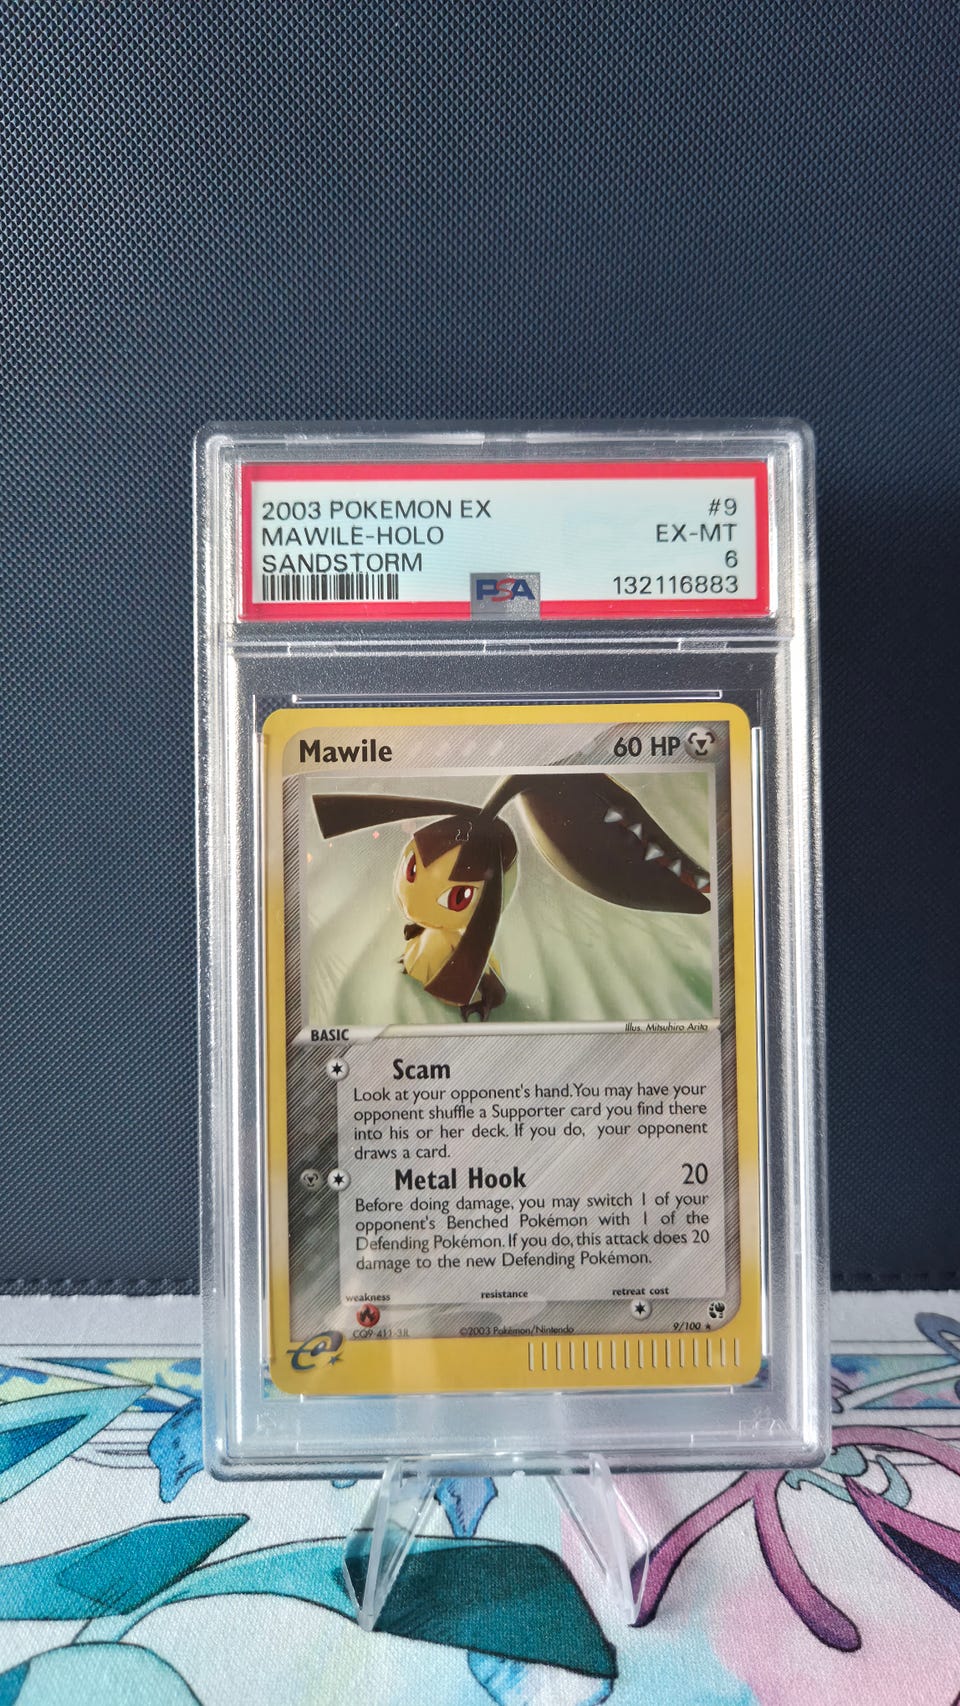 2003 POKEMON EX #9
MAWILE-HOLO EX-MT
SANDSTORM 6
132116883
PSA
Mawile 60 HP
BASIC
Illus. Mitsuhiro Arita
Scam
Look at your opponent's hand. You may have your
opponent shuffle a Supporter card you find there
into his or her deck. If you do, your opponent
draws a card.
Metal Hook 20
Before doing damage, you may switch 1 of your
opponent's Benched Pokémon with 1 of the
Defending Pokémon. If you do, this attack does 20
damage to the new Defending Pokémon.
weakness resistance retreat cost
©2003 Pokémon/Nintendo 9/100 ★
e